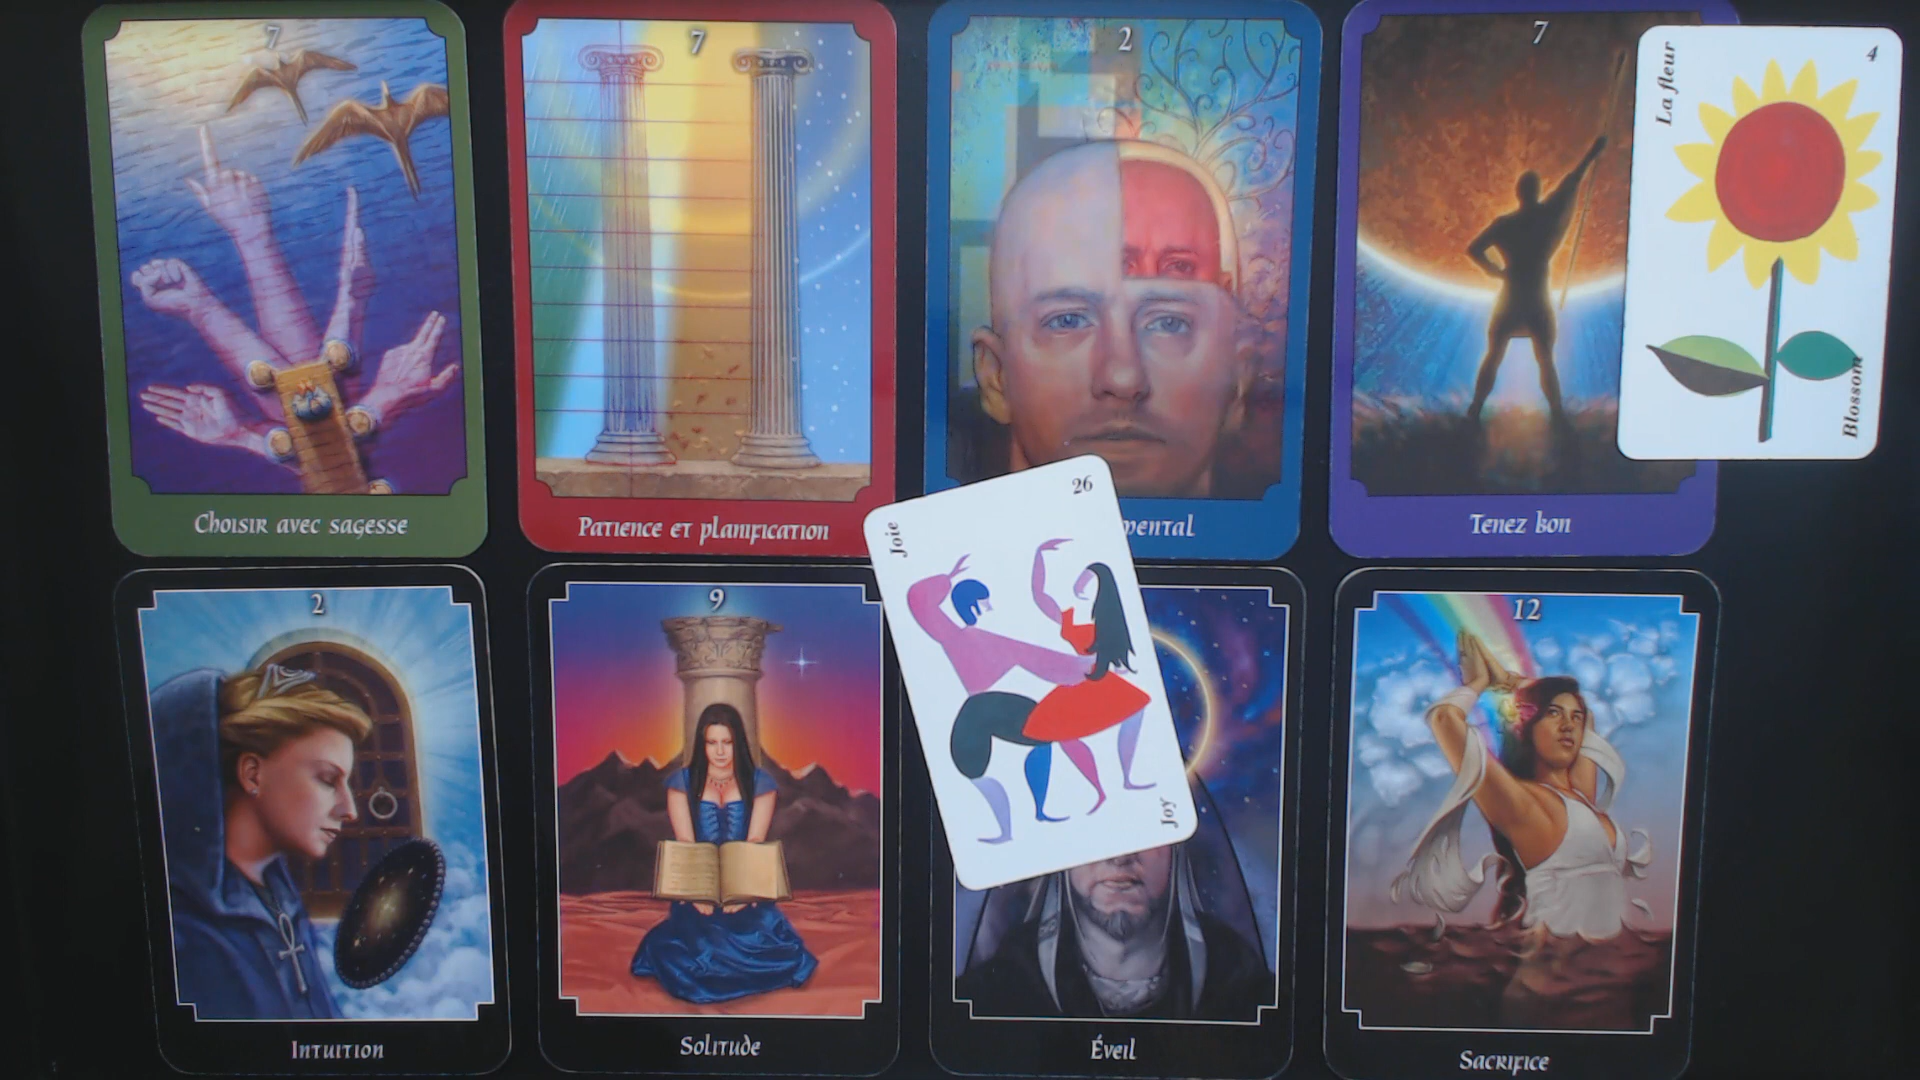 7
Choisir avec sagesse
7
Patience et planification
2
mental
7
Tenez bon
La fleur
4
Blossom
Joie
26
Joy
2
Intuition
9
Solitude
Éveil
12
Sacrifice